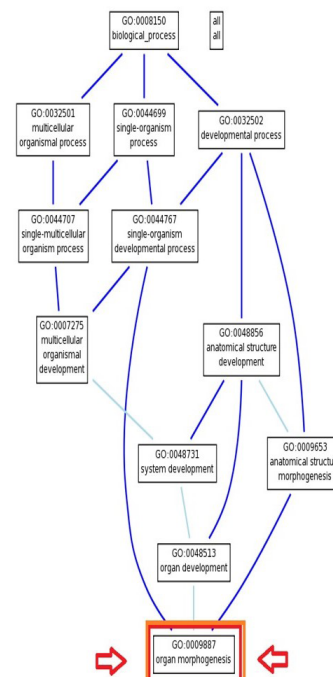 GO:0008150
biological_process
all
all
GO:0032501
multicellular
organismal process
GO:0044699
single-organism
process
GO:0032502
developmental process
GO:0044707
single-multicellular
organism process
GO:0044767
single-organism
developmental process
GO:0007275
multicellular
organismal
development
GO:0048856
anatomical structure
development
GO:0048731
system development
GO:0009653
anatomical structu
morphogenesis
GO:0048513
organ development
GO:0009887
organ morphogenesis